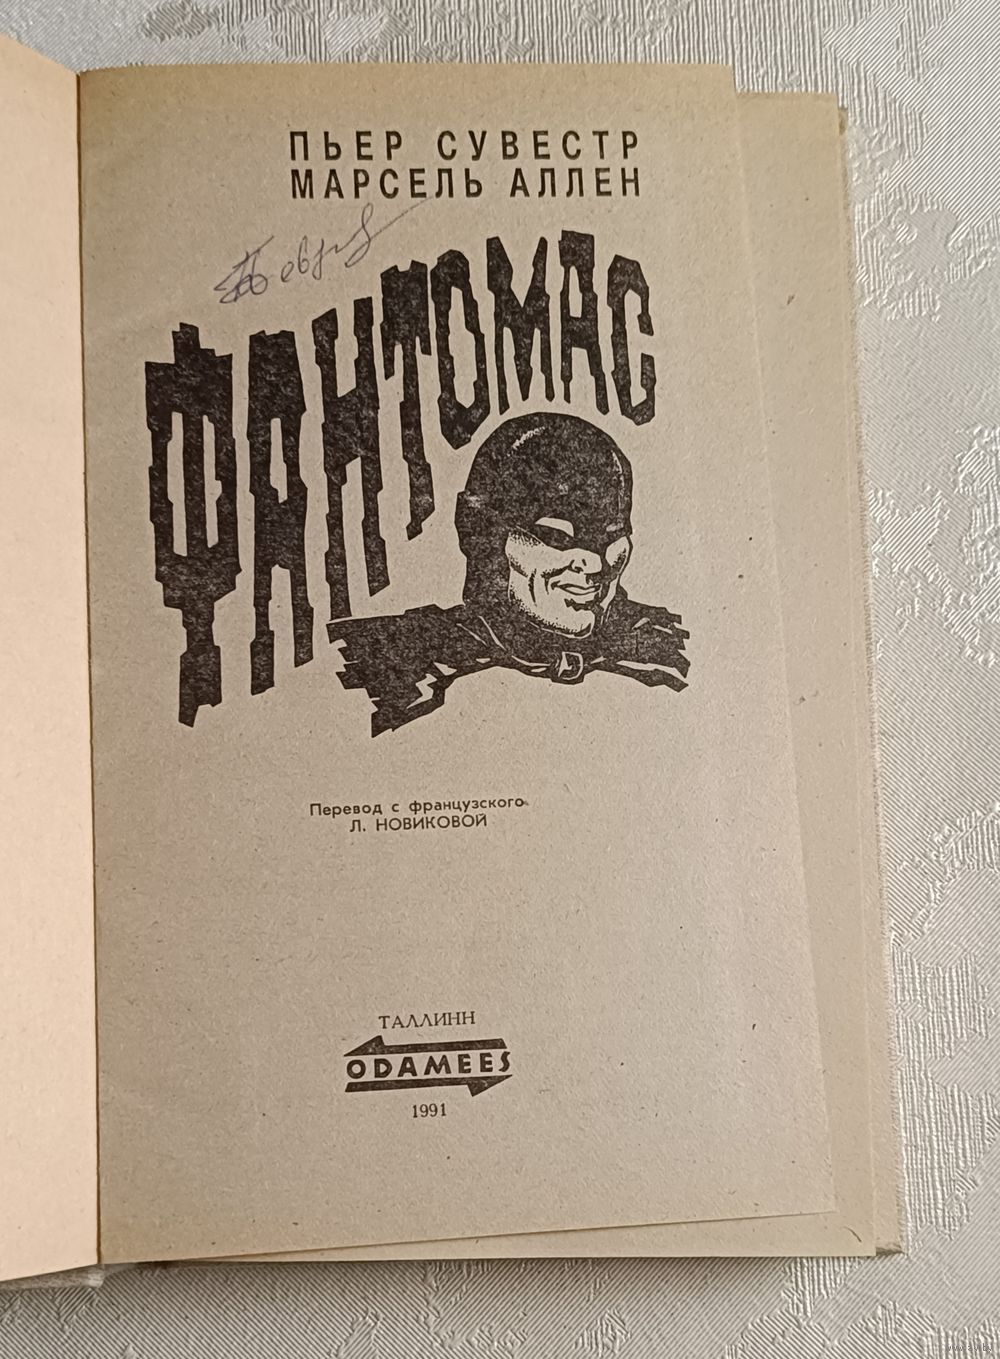 ПЬЕР СУВЕСТР
МАРСЕЛЬ АЛЛЕН
ФАНТОМАС
Перевод с французского
Л. НОВИКОВОЙ
ТАЛЛИНН
ODAMEES
1991